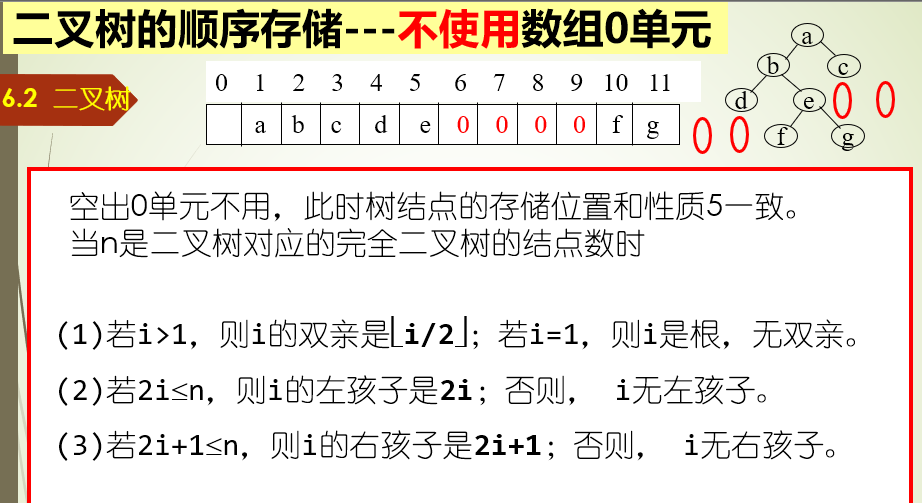 二叉树的顺序存储---不使用数组0单元
6.2 二叉树
0 1 2 3 4 5 6 7 8 9 10 11
a b c d e 0 0 0 0 f g
a
b c
d e 0 0
0 0 f g
空出0单元不用，此时树结点的存储位置和性质5一致。
当n是二叉树对应的完全二叉树的结点数时
(1)若i>1，则i的双亲是⌊i/2⌋；若i=1，则i是根，无双亲。
(2)若2i≤n，则i的左孩子是2i；否则， i无左孩子。
(3)若2i+1≤n，则i的右孩子是2i+1；否则， i无右孩子。